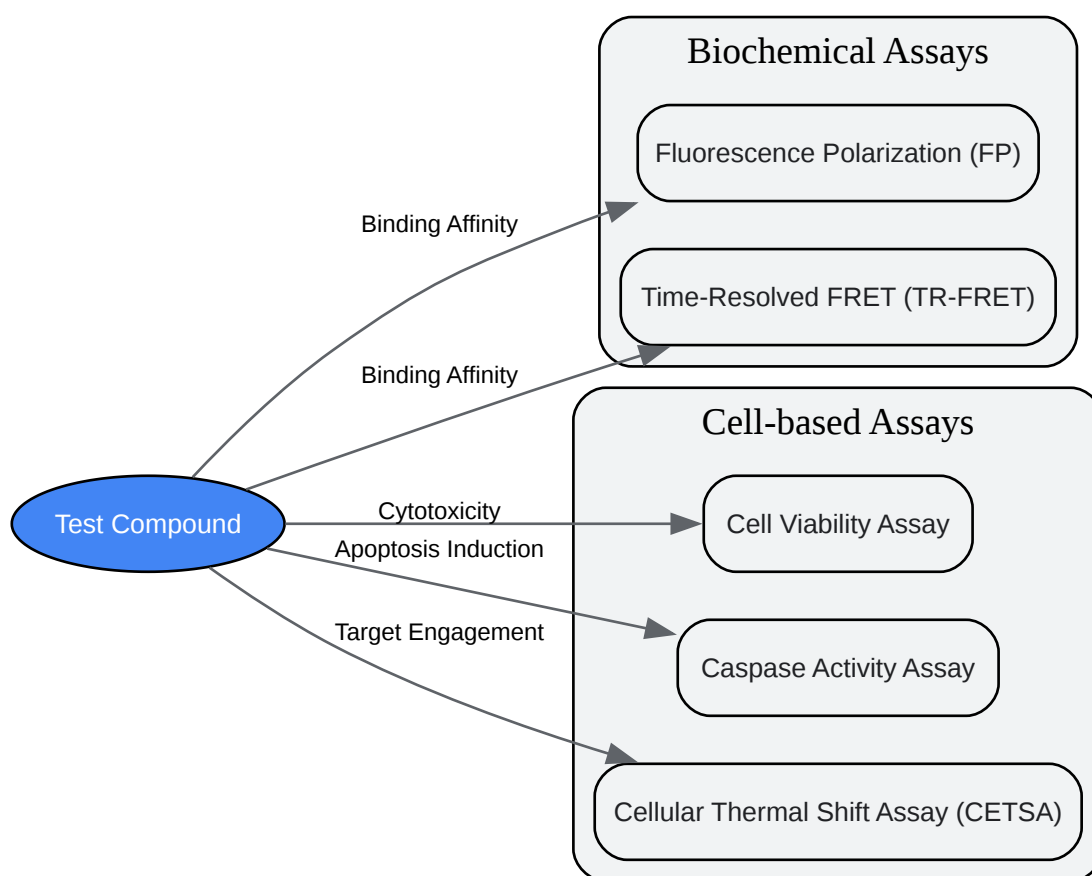 Biochemical Assays
Fluorescence Polarization (FP)
Binding Affinity
Time-Resolved FRET (TR-FRET)
Binding Affinity
Cell-based Assays
Test Compound
Cytotoxicity
Cell Viability Assay
Apoptosis Induction
Target Engagement
Caspase Activity Assay
Cellular Thermal Shift Assay (CETSA)